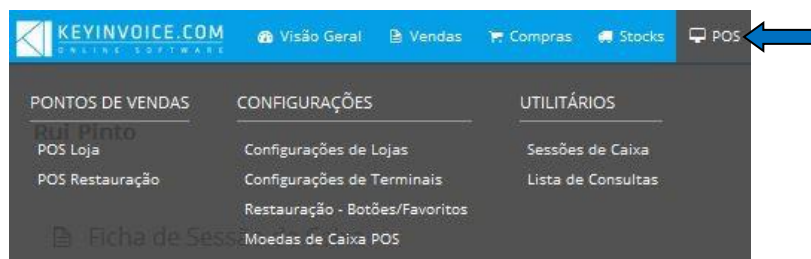 KEYINVOICE.COM
ONLINE SOFTWARE
Visão Geral
Vendas
Compras
Stocks
POS
PONTOS DE VENDAS
POS Loja
POS Restauração
CONFIGURAÇÕES
Configurações de Lojas
Configurações de Terminais
Restauração - Botões/Favoritos
Moedas de Caixa POS
UTILITÁRIOS
Sessões de Caixa
Lista de Consultas
Rui Pinto
Ficha de Sess